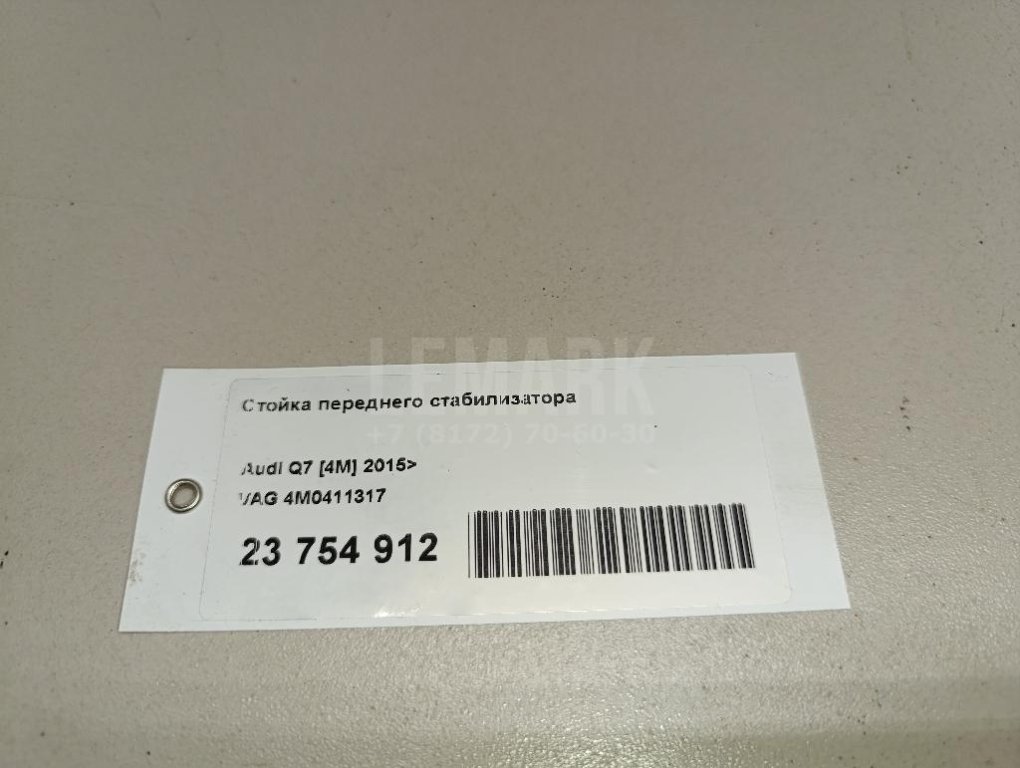 LEMARK
Стойка переднего стабилизатора
+7 (8172) 70-60-30
Audi Q7 [4M] 2015>
VAG 4M0411317
23 754 912